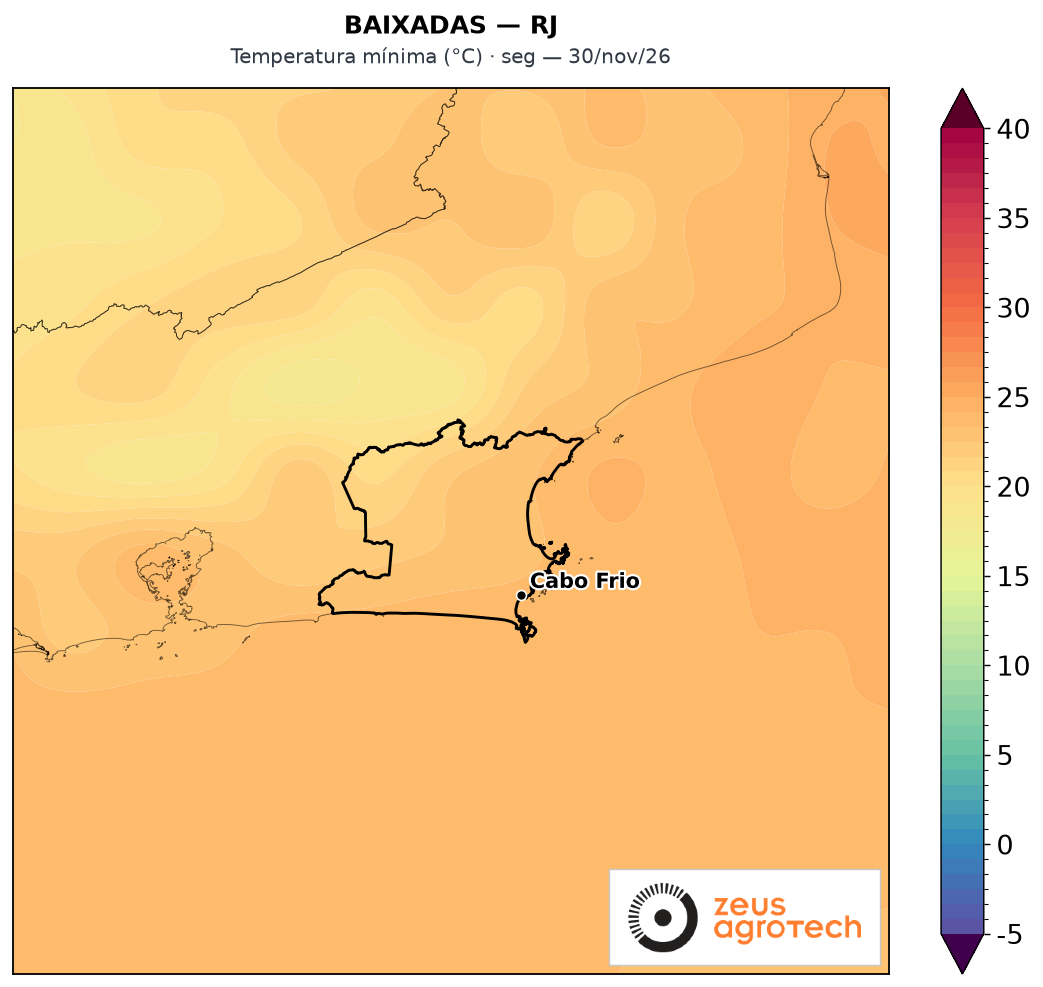 BAIXADAS — RJ
Temperatura mínima (°C) · seg — 30/nov/26
40
35
30
25
20
15
10
5
0
-5
Cabo Frio
zeus
agrotech